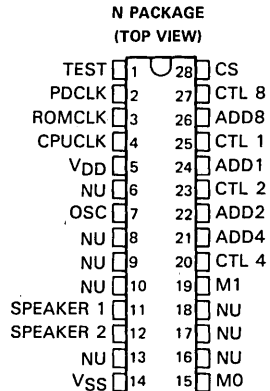 N PACKAGE
(TOP VIEW)
TEST 1 28 CS
PDCLK 2 27 CTL 8
ROMCLK 3 26 ADD8
CPUCLK 4 25 CTL 1
VDD 5 24 ADD1
NU 6 23 CTL 2
OSC 7 22 ADD2
NU 8 21 ADD4
NU 9 20 CTL 4
NU 10 19 M1
SPEAKER 1 11 18 NU
SPEAKER 2 12 17 NU
NU 13 16 NU
VSS 14 15 M0